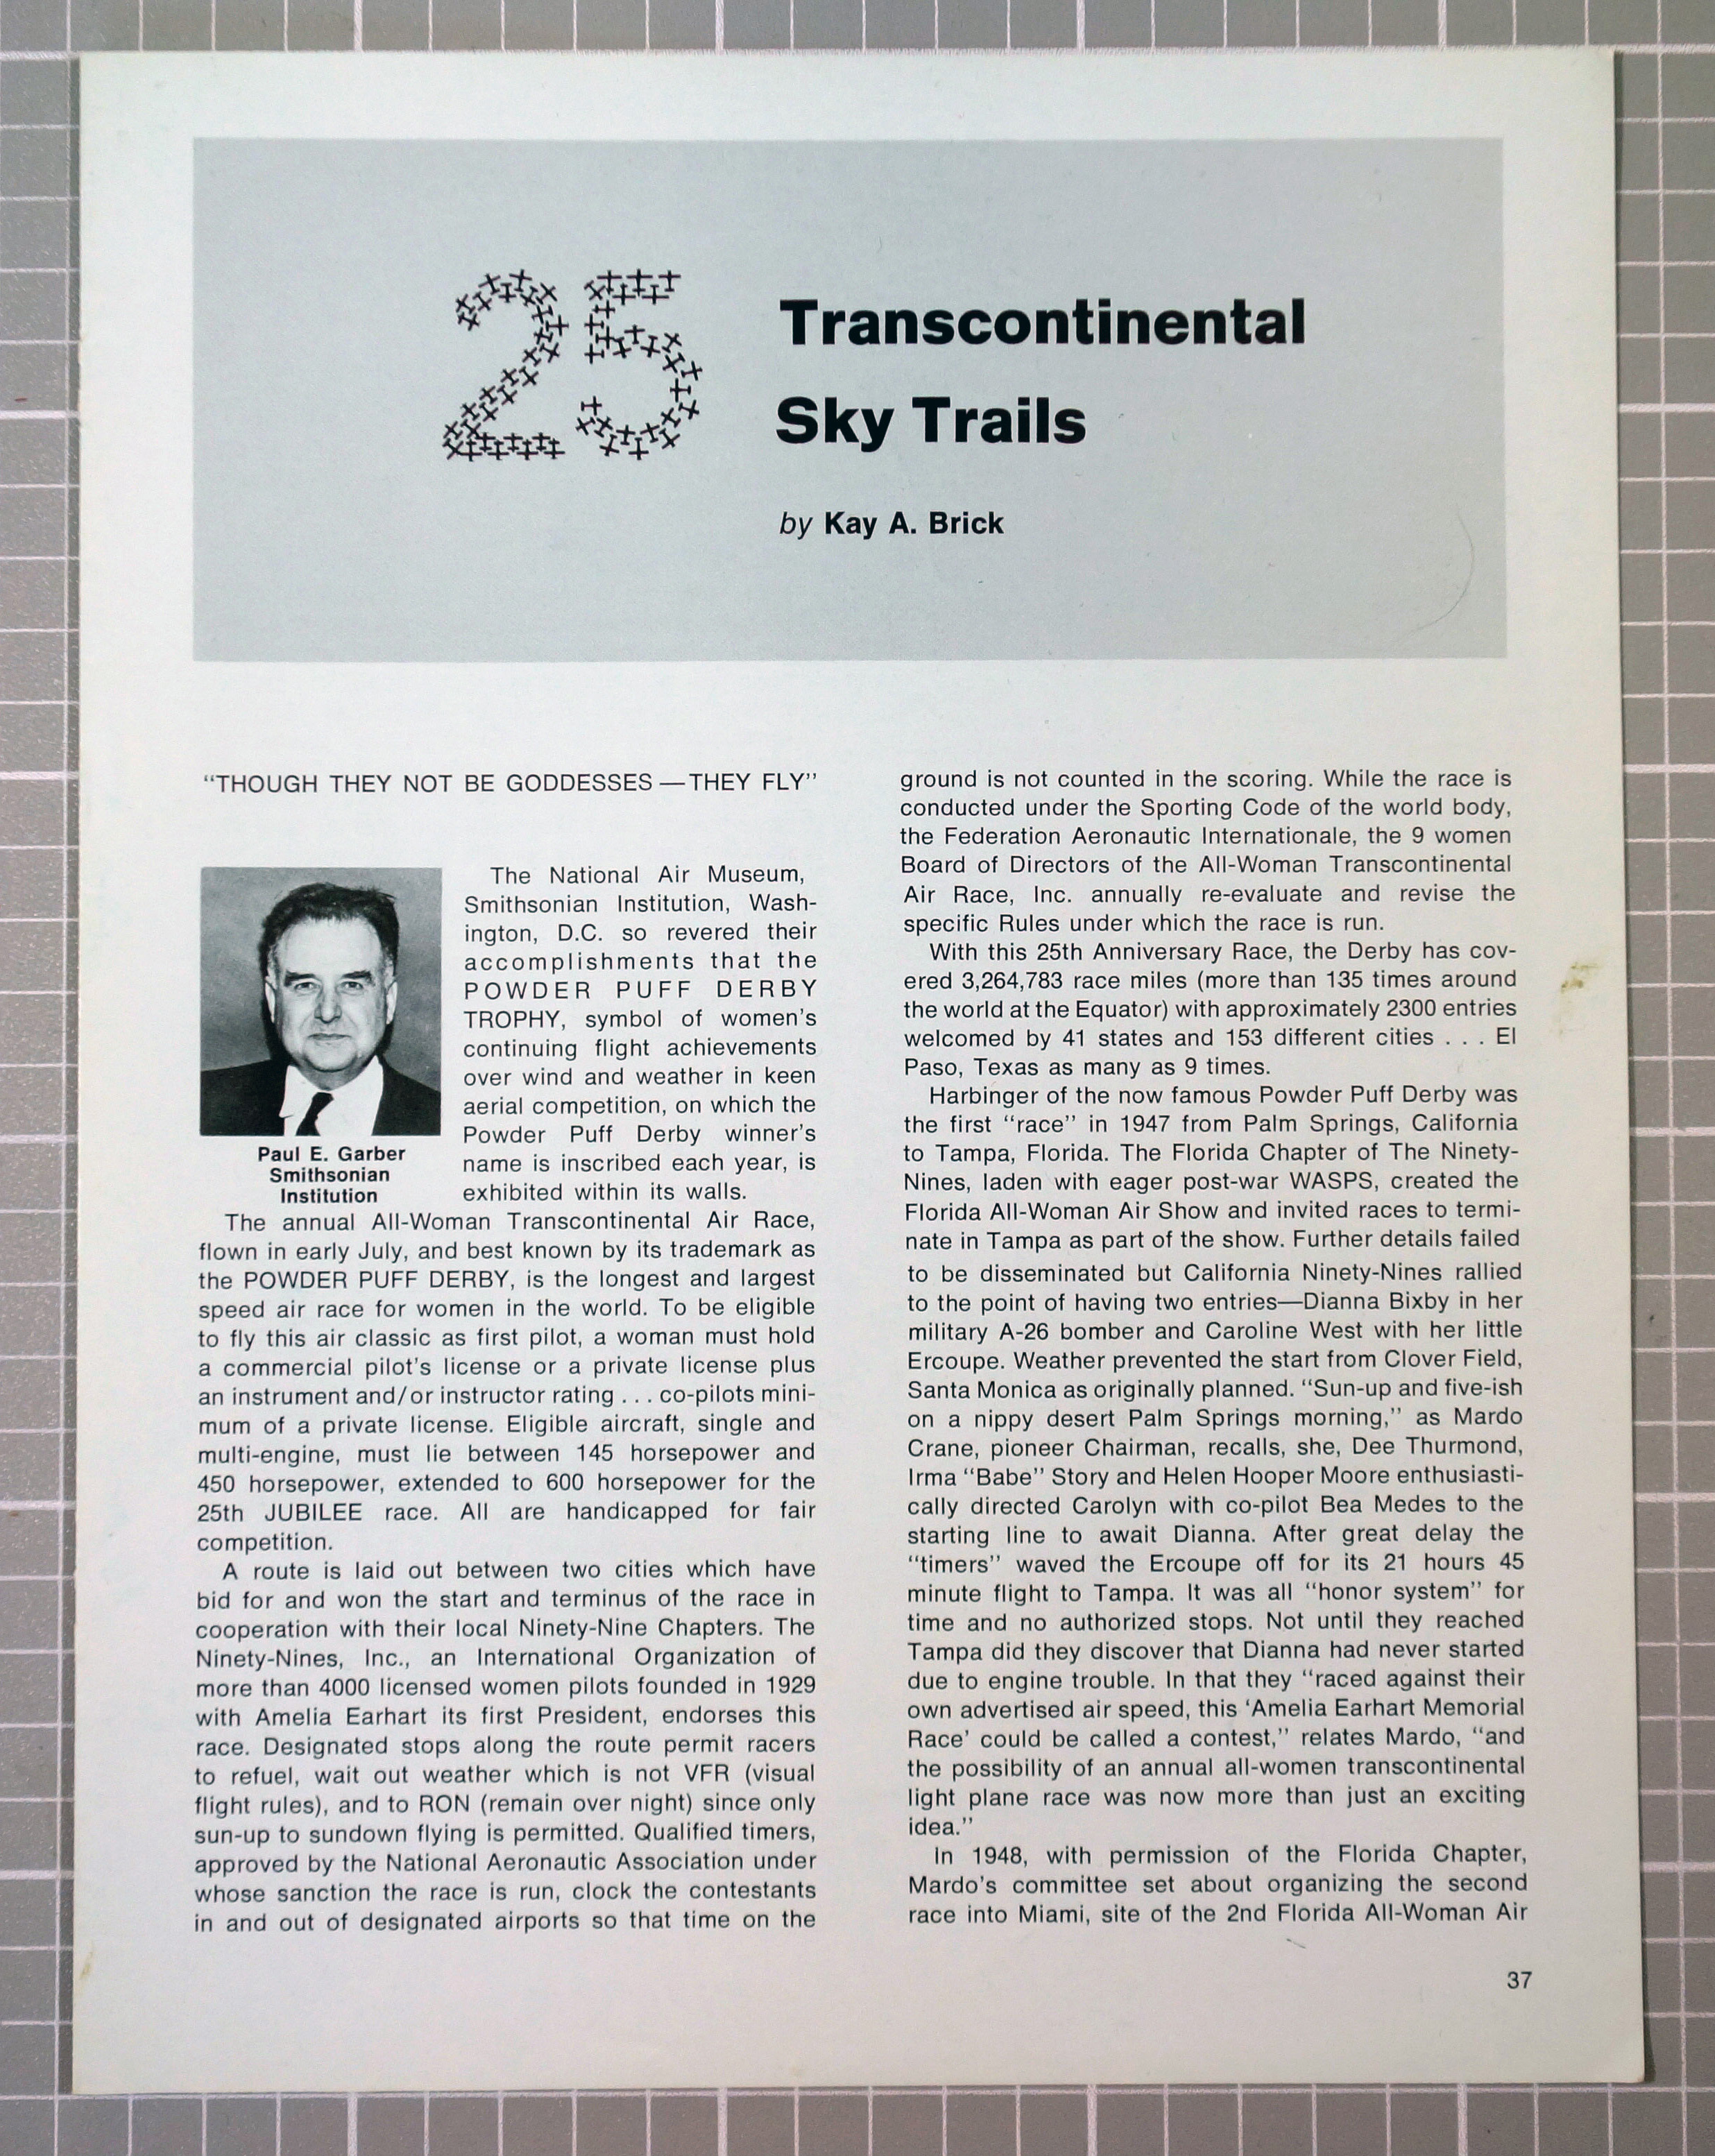 25
Transcontinental
Sky Trails
by Kay A. Brick
“THOUGH THEY NOT BE GODDESSES — THEY FLY”
The National Air Museum,
Smithsonian Institution, Wash-
ington, D.C. so revered their
accomplishments that the
POWDER PUFF DERBY
TROPHY, symbol of women’s
continuing flight achievements
over wind and weather in keen
aerial competition, on which the
Powder Puff Derby winner’s
name is inscribed each year, is
exhibited within its walls.
Paul E. Garber
Smithsonian
Institution
The annual All-Woman Transcontinental Air Race,
flown in early July, and best known by its trademark as
the POWDER PUFF DERBY, is the longest and largest
speed air race for women in the world. To be eligible
to fly this air classic as first pilot, a woman must hold
a commercial pilot’s license or a private license plus
an instrument and/or instructor rating . . . co-pilots mini-
mum of a private license. Eligible aircraft, single and
multi-engine, must lie between 145 horsepower and
450 horsepower, extended to 600 horsepower for the
25th JUBILEE race. All are handicapped for fair
competition.
A route is laid out between two cities which have
bid for and won the start and terminus of the race in
cooperation with their local Ninety-Nine Chapters. The
Ninety-Nines, Inc., an International Organization of
more than 4000 licensed women pilots founded in 1929
with Amelia Earhart its first President, endorses this
race. Designated stops along the route permit racers
to refuel, wait out weather which is not VFR (visual
flight rules), and to RON (remain over night) since only
sun-up to sundown flying is permitted. Qualified timers,
approved by the National Aeronautic Association under
whose sanction the race is run, clock the contestants
in and out of designated airports so that time on the
ground is not counted in the scoring. While the race is
conducted under the Sporting Code of the world body,
the Federation Aeronautic Internationale, the 9 women
Board of Directors of the All-Woman Transcontinental
Air Race, Inc. annually re-evaluate and revise the
specific Rules under which the race is run.
With this 25th Anniversary Race, the Derby has cov-
ered 3,264,783 race miles (more than 135 times around
the world at the Equator) with approximately 2300 entries
welcomed by 41 states and 153 different cities . . . El
Paso, Texas as many as 9 times.
Harbinger of the now famous Powder Puff Derby was
the first “race” in 1947 from Palm Springs, California
to Tampa, Florida. The Florida Chapter of The Ninety-
Nines, laden with eager post-war WASPS, created the
Florida All-Woman Air Show and invited races to termi-
nate in Tampa as part of the show. Further details failed
to be disseminated but California Ninety-Nines rallied
to the point of having two entries—Dianna Bixby in her
military A-26 bomber and Caroline West with her little
Ercoupe. Weather prevented the start from Clover Field,
Santa Monica as originally planned. “Sun-up and five-ish
on a nippy desert Palm Springs morning,” as Mardo
Crane, pioneer Chairman, recalls, she, Dee Thurmond,
Irma “Babe” Story and Helen Hooper Moore enthusiasti-
cally directed Carolyn with co-pilot Bea Medes to the
starting line to await Dianna. After great delay the
“timers” waved the Ercoupe off for its 21 hours 45
minute flight to Tampa. It was all “honor system” for
time and no authorized stops. Not until they reached
Tampa did they discover that Dianna had never started
due to engine trouble. In that they “raced against their
own advertised air speed, this ‘Amelia Earhart Memorial
Race’ could be called a contest,” relates Mardo, “and
the possibility of an annual all-women transcontinental
light plane race was now more than just an exciting
idea.”
In 1948, with permission of the Florida Chapter,
Mardo’s committee set about organizing the second
race into Miami, site of the 2nd Florida All-Woman Air
37